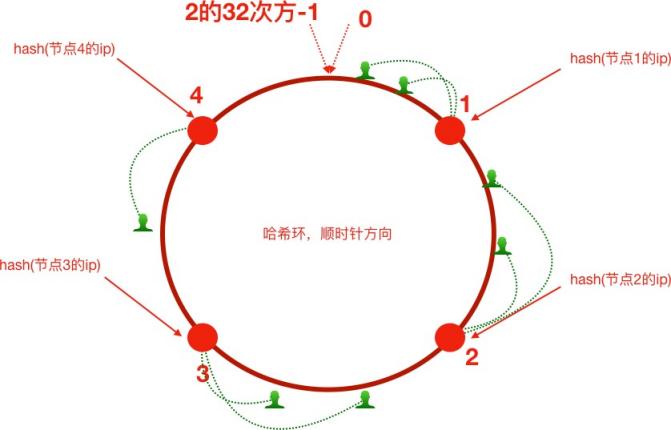 2的32次方-1
0
hash(节点4的ip)
4
1
hash(节点1的ip)
哈希环，顺时针方向
hash(节点3的ip)
3
2
hash(节点2的ip)